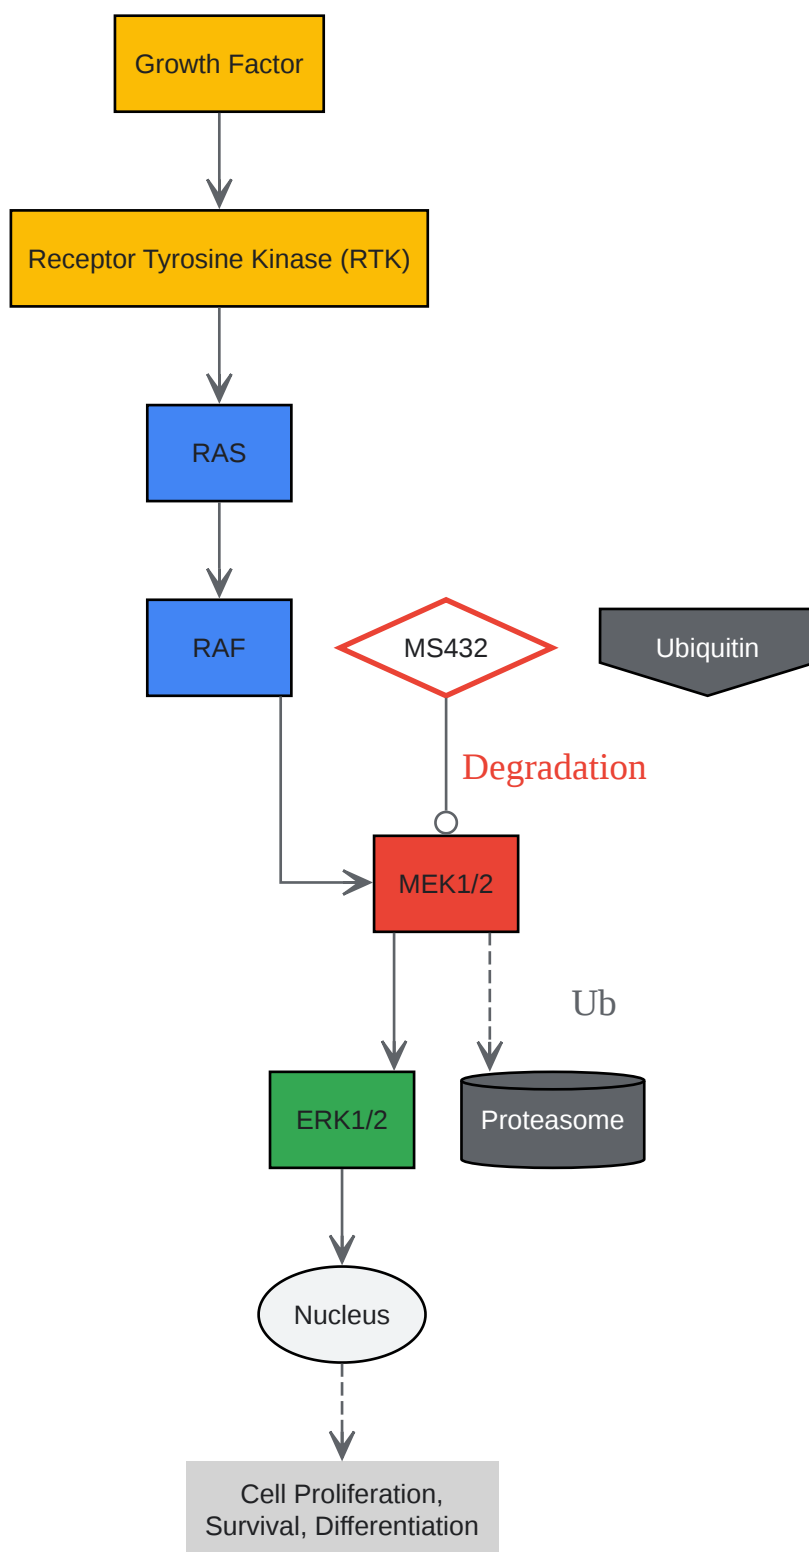 Growth Factor
Receptor Tyrosine Kinase (RTK)
RAS
RAF
MS432
Ubiquitin
Degradation
MEK1/2
Ub
ERK1/2
Proteasome
Nucleus
Cell Proliferation,
Survival, Differentiation